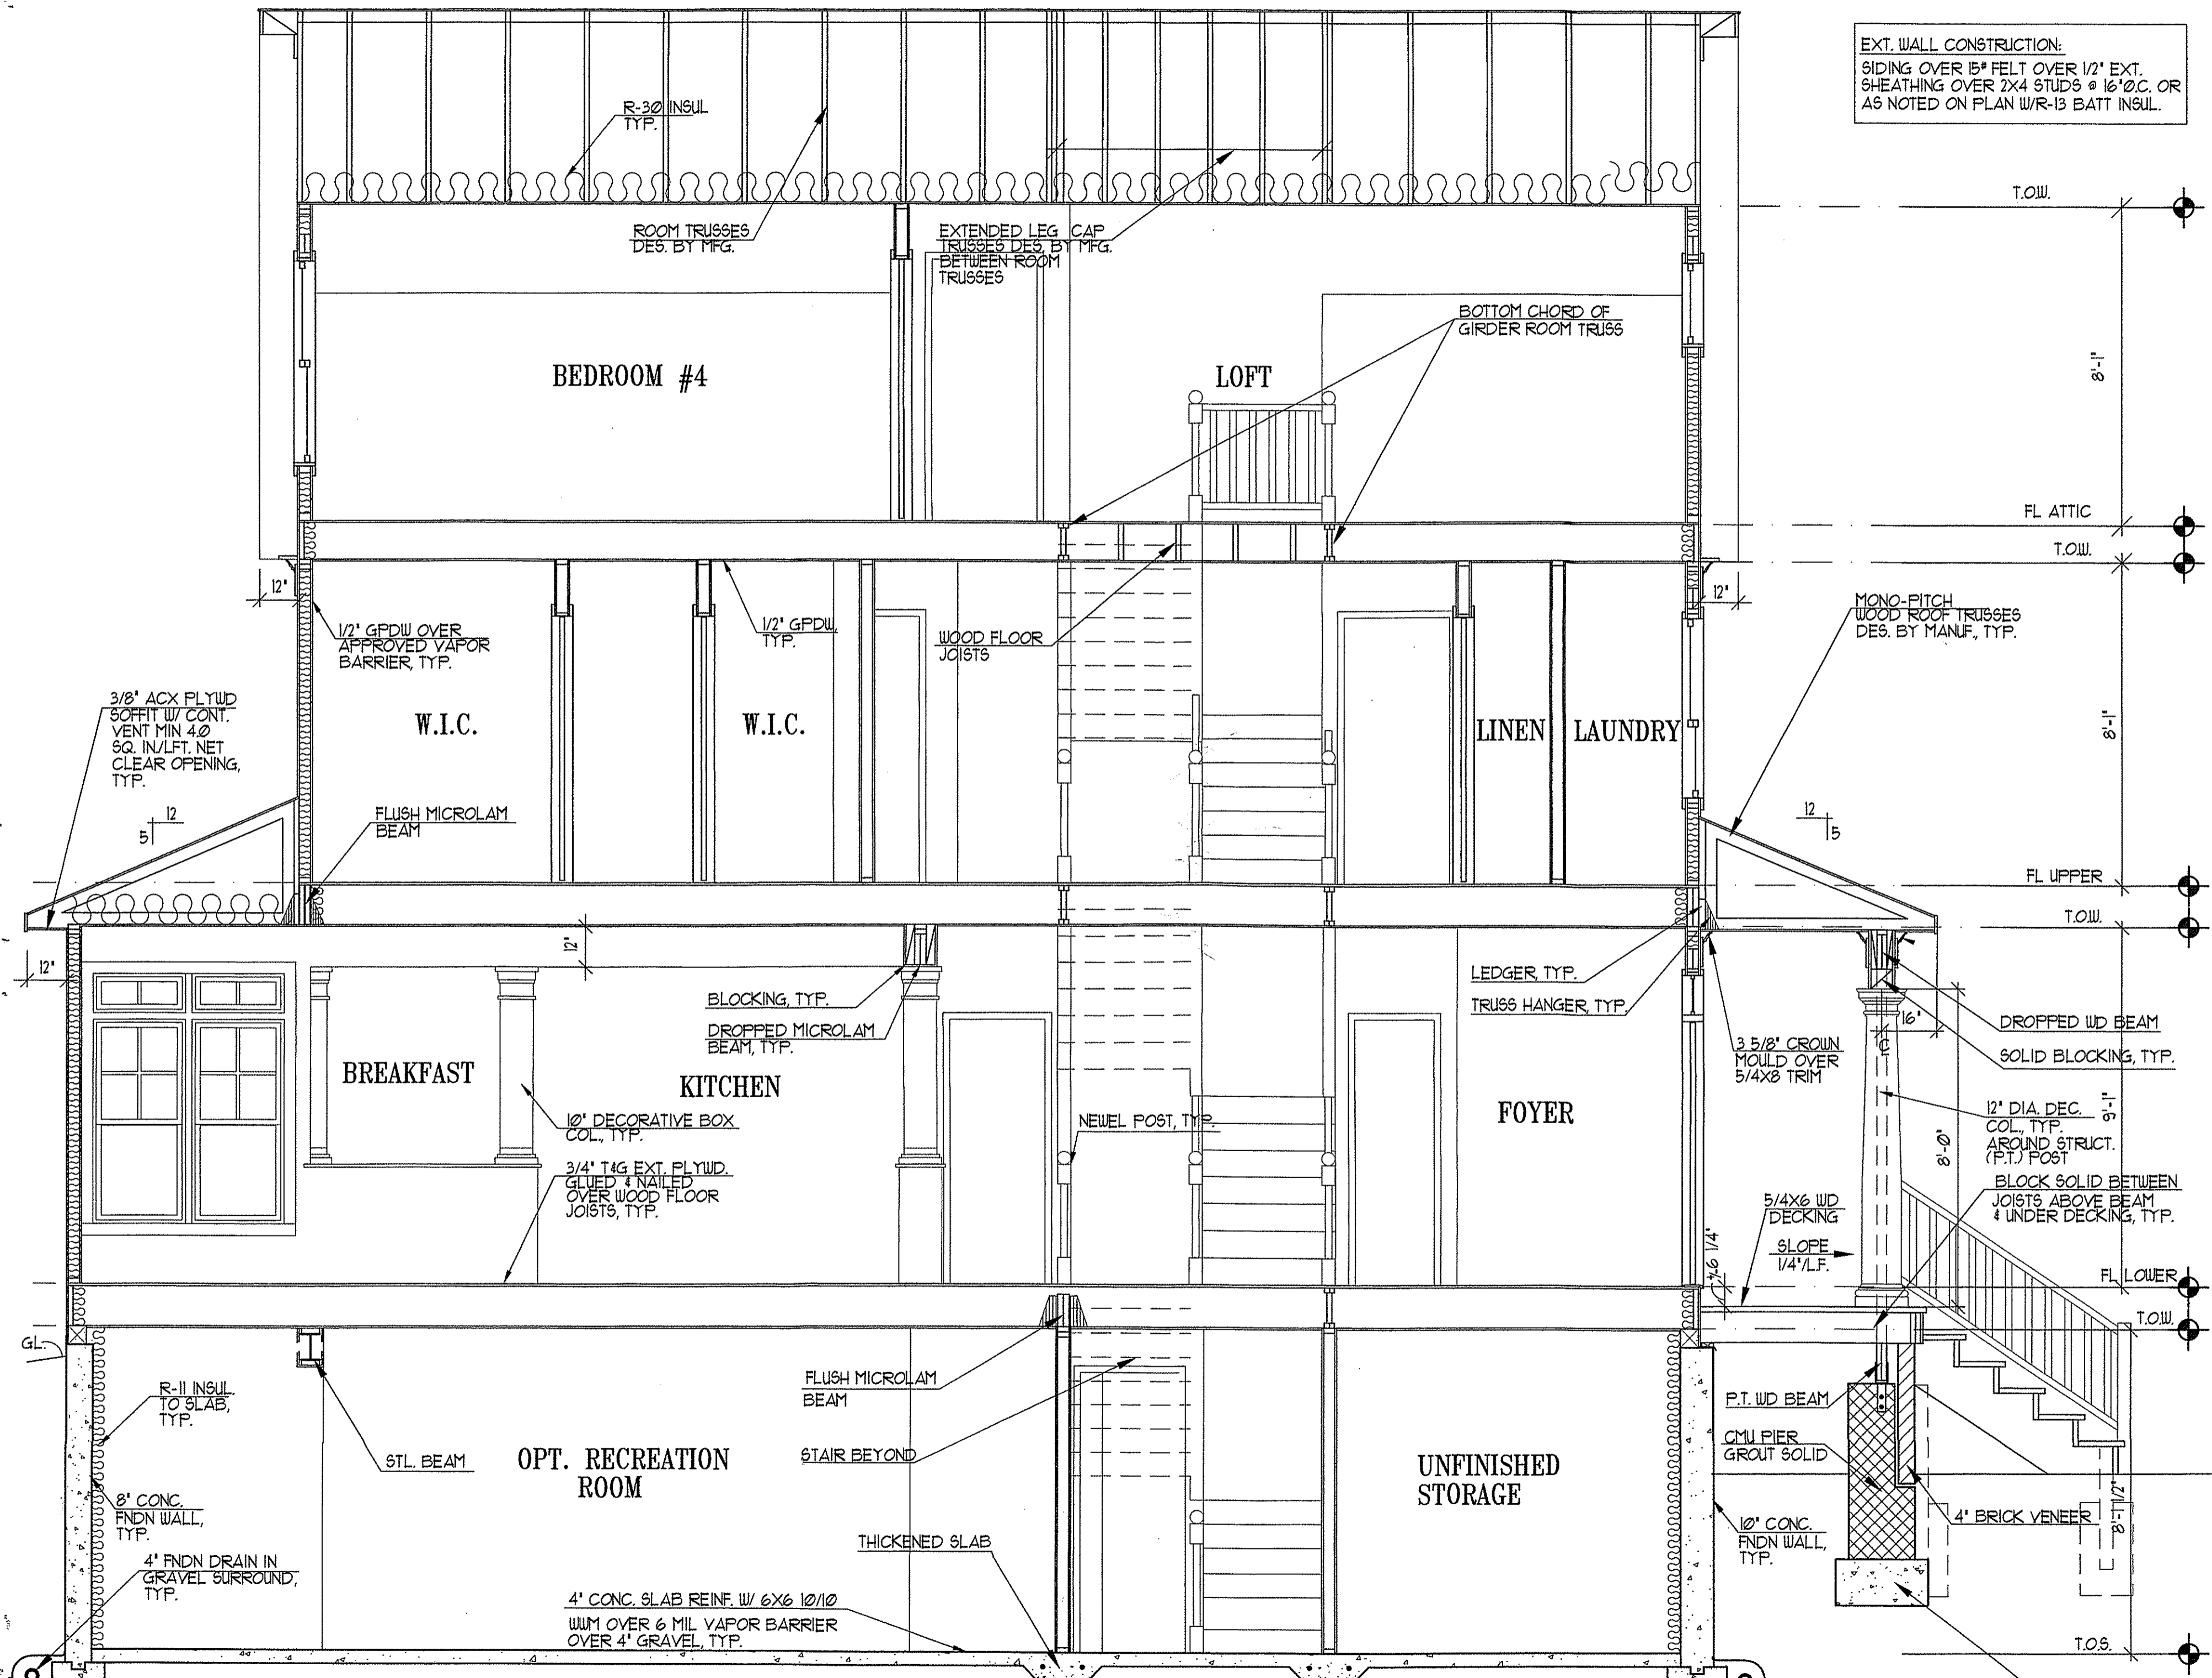 EXT. WALL CONSTRUCTION:
SIDING OVER 15# FELT OVER 1/2" EXT.
SHEATHING OVER 2X4 STUDS @ 16"O.C. OR
AS NOTED ON PLAN W/R-13 BATT INSUL.
R-30 INSUL
TYP.
T.O.W.
ROOM TRUSSES
DES. BY MFG.
EXTENDED LEG CAP
TRUSSES DES. BY MFG.
BETWEEN ROOM
TRUSSES
BOTTOM CHORD OF
GIRDER ROOM TRUSS
BEDROOM #4
LOFT
8'-1"
FL ATTIC
T.O.W.
12"
12"
1/2" GPDW OVER
APPROVED VAPOR
BARRIER, TYP.
1/2" GPDW,
TYP.
WOOD FLOOR
JOISTS
MONO-PITCH
WOOD ROOF TRUSSES
DES. BY MANUF., TYP.
3/8" ACX PLYWD
SOFFIT W/ CONT.
VENT MIN 4.0
SQ. IN/LFT. NET
CLEAR OPENING,
TYP.
W.I.C.
W.I.C.
LINEN
LAUNDRY
8'-1"
12
5
FLUSH MICROLAM
BEAM
12
5
FL UPPER
T.O.W.
12"
12"
BLOCKING, TYP.
DROPPED MICROLAM
BEAM, TYP.
LEDGER, TYP.
TRUSS HANGER, TYP.
16"
DROPPED WD BEAM
SOLID BLOCKING, TYP.
3 5/8" CROWN
MOULD OVER
5/4X8 TRIM
BREAKFAST
KITCHEN
FOYER
10" DECORATIVE BOX
COL., TYP.
NEWEL POST, TYP.
12" DIA. DEC.
COL., TYP.
AROUND STRUCT.
(P.T.) POST
9'-1"
8'-0"
3/4" T&G EXT. PLYWD.
GLUED & NAILED
OVER WOOD FLOOR
JOISTS, TYP.
BLOCK SOLID BETWEEN
JOISTS ABOVE BEAM
& UNDER DECKING, TYP.
5/4X6 WD
DECKING
SLOPE
1/4"/L.F.
+/-6 1/4"
FL LOWER
T.O.W.
GL.
R-11 INSUL.
TO SLAB,
TYP.
STL. BEAM
FLUSH MICROLAM
BEAM
STAIR BEYOND
P.T. WD BEAM
CMU PIER
GROUT SOLID
OPT. RECREATION
ROOM
UNFINISHED
STORAGE
8" CONC.
FNDN WALL,
TYP.
4" BRICK VENEER
8'-1 1/2"
10" CONC.
FNDN WALL,
TYP.
THICKENED SLAB
4" FNDN DRAIN IN
GRAVEL SURROUND,
TYP.
4" CONC. SLAB REINF. W/ 6X6 10/10
WWM OVER 6 MIL VAPOR BARRIER
OVER 4" GRAVEL, TYP.
T.O.S.